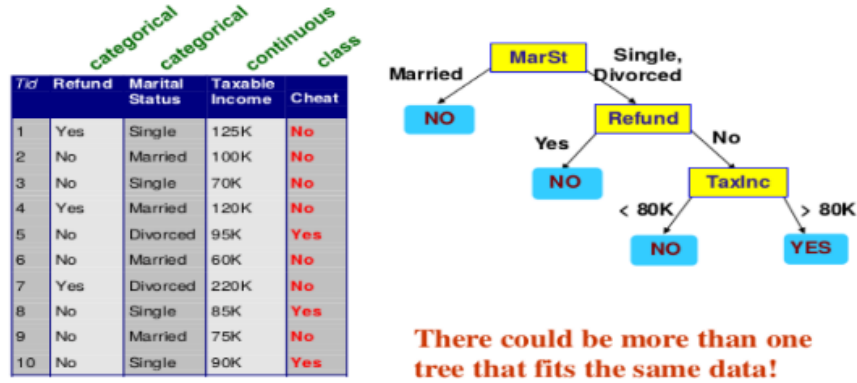 categorical
categorical
continuous
class
Tid Refund Marital Status Taxable Income Cheat
1 Yes Single 125K No
2 No Married 100K No
3 No Single 70K No
4 Yes Married 120K No
5 No Divorced 95K Yes
6 No Married 60K No
7 Yes Divorced 220K No
8 No Single 85K Yes
9 No Married 75K No
10 No Single 90K Yes
MarSt
Married
Single,
Divorced
NO
Refund
Yes
No
NO
TaxInc
< 80K
> 80K
NO
YES
There could be more than one
tree that fits the same data!